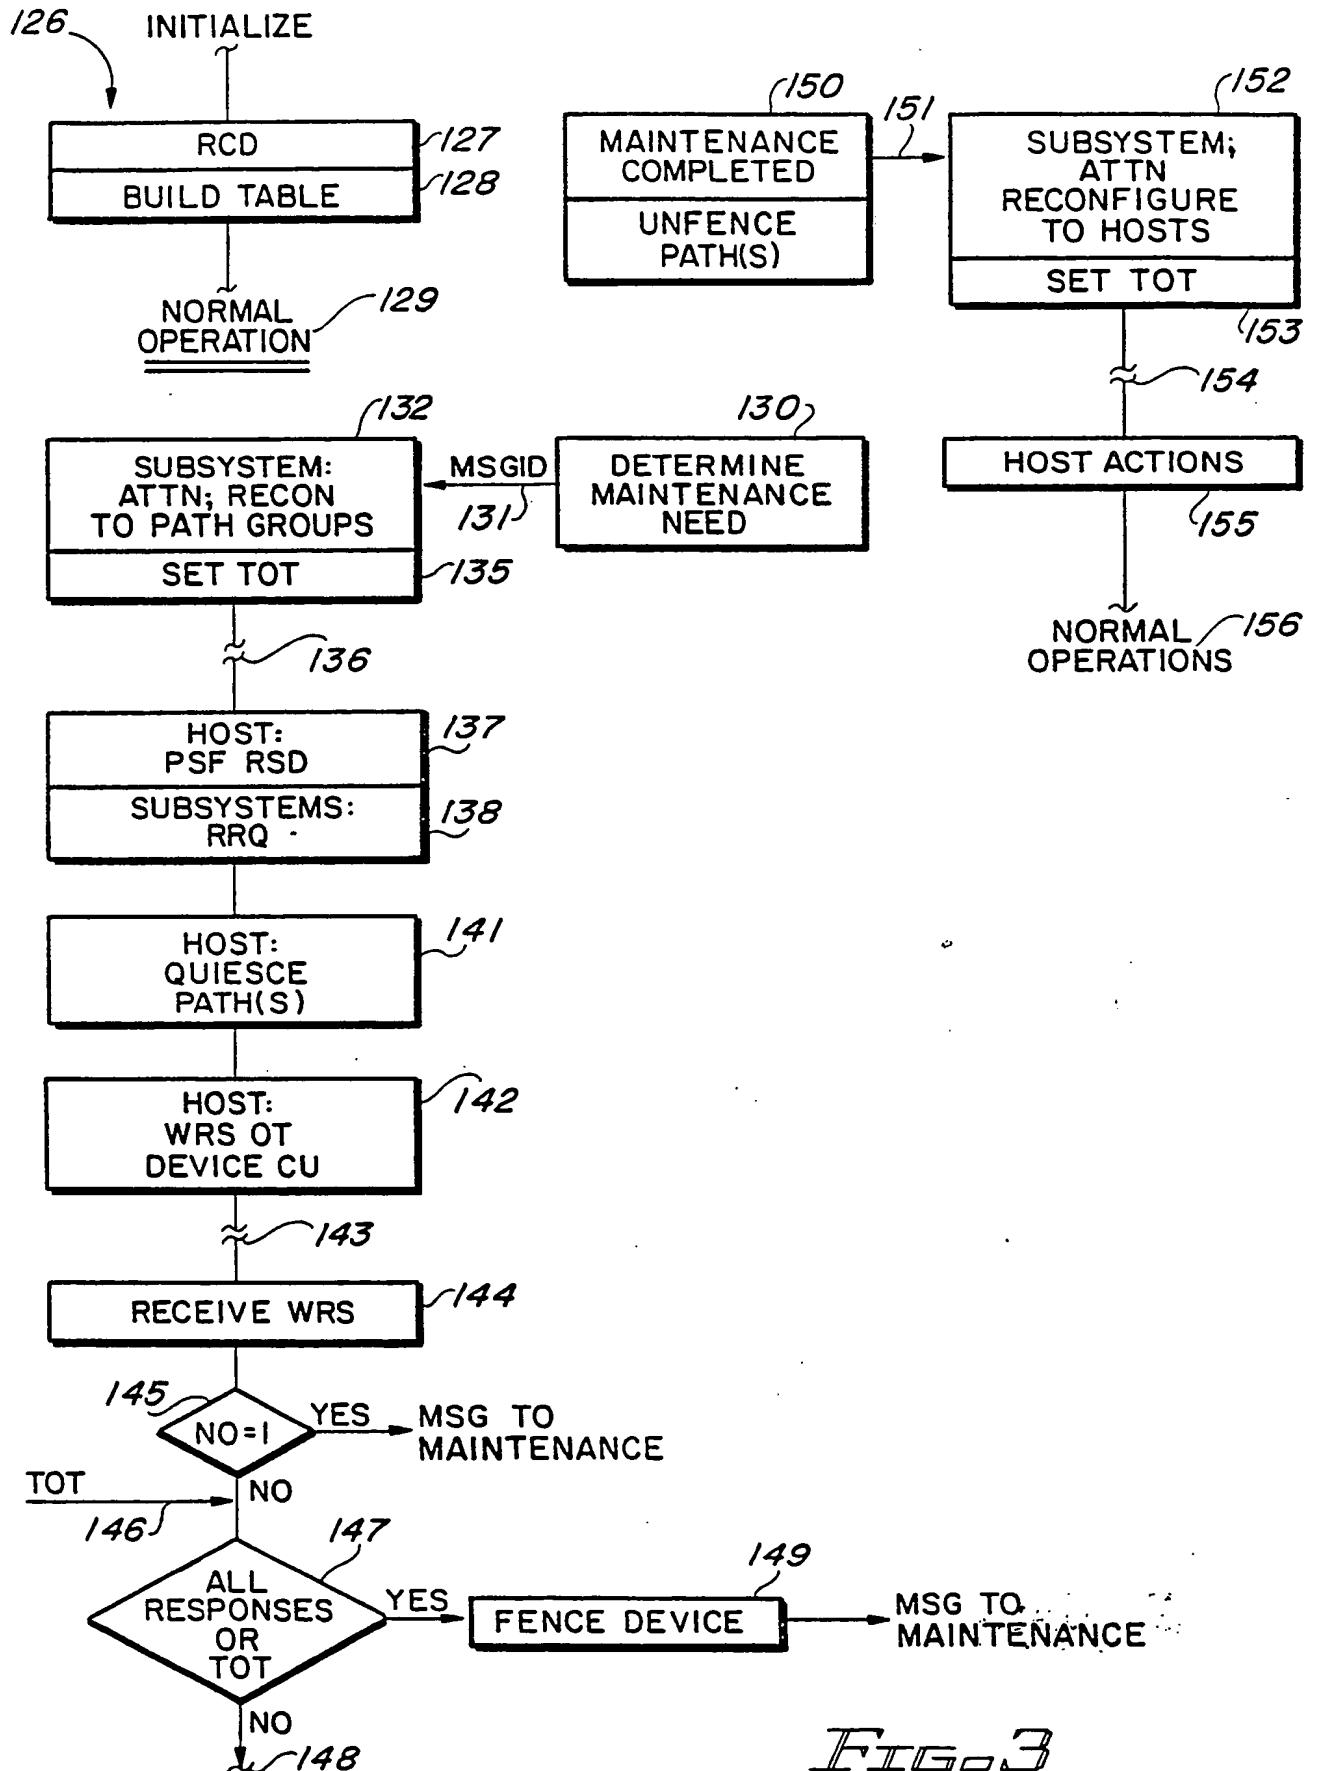 126
INITIALIZE
RCD
127
BUILD TABLE
128
NORMAL
OPERATION
129
150
MAINTENANCE
COMPLETED
UNFENCE
PATH(S)
151
152
SUBSYSTEM;
ATTN
RECONFIGURE
TO HOSTS
SET TOT
153
154
HOST ACTIONS
155
NORMAL
OPERATIONS
156
130
DETERMINE
MAINTENANCE
NEED
MSGID
131
132
SUBSYSTEM:
ATTN; RECON
TO PATH GROUPS
SET TOT
135
136
HOST:
PSF RSD
137
SUBSYSTEMS:
RRQ
138
HOST:
QUIESCE
PATH(S)
141
HOST:
WRS OT
DEVICE CU
142
143
RECEIVE WRS
144
145
NO=1
YES
MSG TO
MAINTENANCE
NO
TOT
146
147
ALL
RESPONSES
OR
TOT
YES
149
FENCE DEVICE
MSG TO
MAINTENANCE
NO
148
FIG. 3